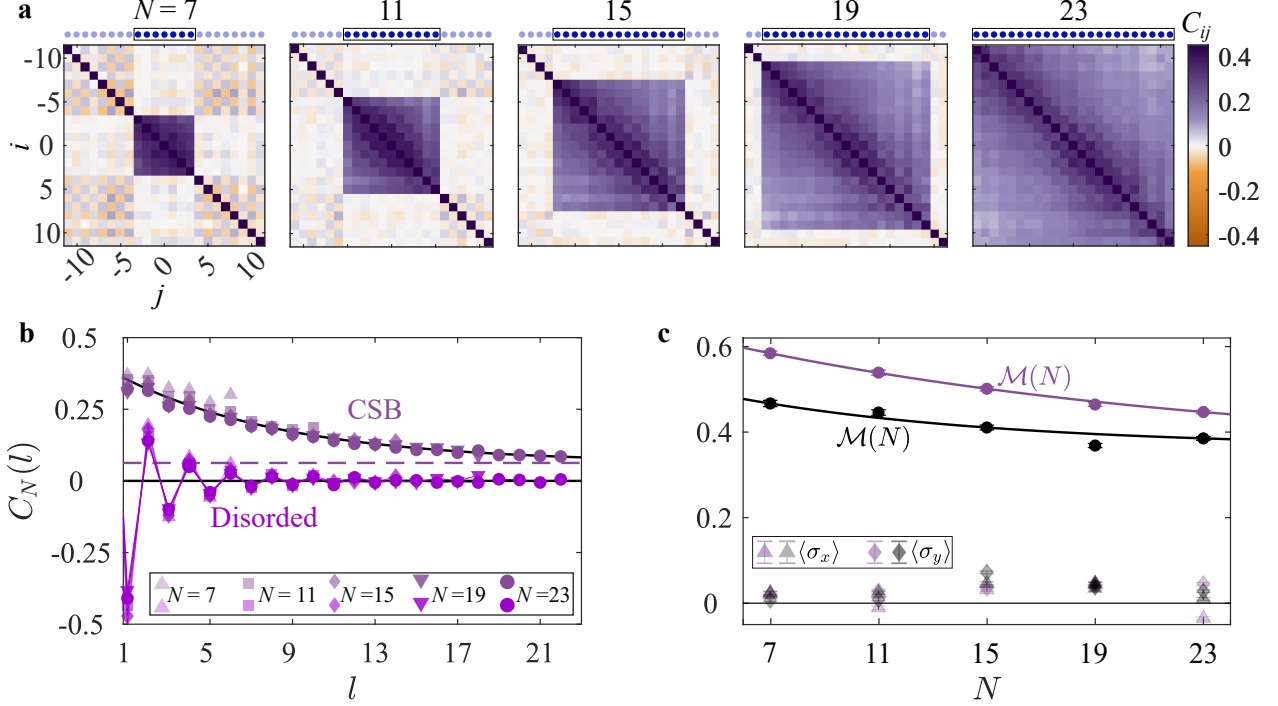 a
N = 7 11 15 19 23
C_ij
-10
-5
0
5
10
i
-10 -5 0 5 10
j
0.4
0.2
0
-0.2
-0.4
b
0.5
0.25
0
-0.25
-0.5
C_N(l)
CSB
Disorded
N = 7 N = 11 N = 15 N = 19 N = 23
1 5 9 13 17 21
l
c
0.6
0.4
0.2
0
M(N)
M(N)
⟨σ_x⟩ ⟨σ_y⟩
7 11 15 19 23
N